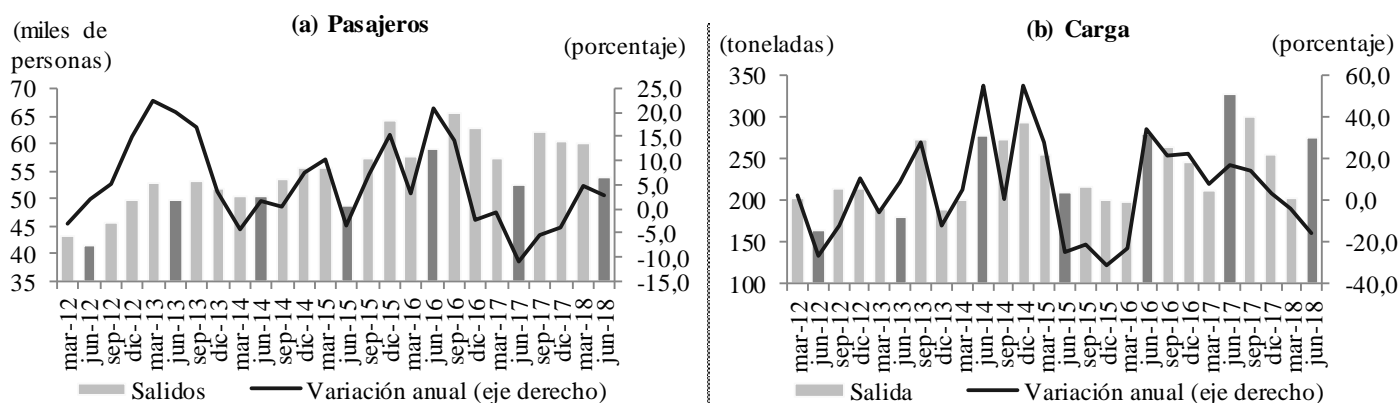 (a) Pasajeros
(miles de
personas)
(porcentaje)
70
65
60
55
50
45
40
35
25,0
20,0
15,0
10,0
5,0
0,0
-5,0
-10,0
-15,0
mar-12
jun-12
sep-12
dic-12
mar-13
jun-13
sep-13
dic-13
mar-14
jun-14
sep-14
dic-14
mar-15
jun-15
sep-15
dic-15
mar-16
jun-16
sep-16
dic-16
mar-17
jun-17
sep-17
dic-17
mar-18
jun-18
Salidos
Variación anual (eje derecho)
(b) Carga
(toneladas)
(porcentaje)
350
300
250
200
150
100
60,0
40,0
20,0
0,0
-20,0
-40,0
mar-12
jun-12
sep-12
dic-12
mar-13
jun-13
sep-13
dic-13
mar-14
jun-14
sep-14
dic-14
mar-15
jun-15
sep-15
dic-15
mar-16
jun-16
sep-16
dic-16
mar-17
jun-17
sep-17
dic-17
mar-18
jun-18
Salida
Variación anual (eje derecho)